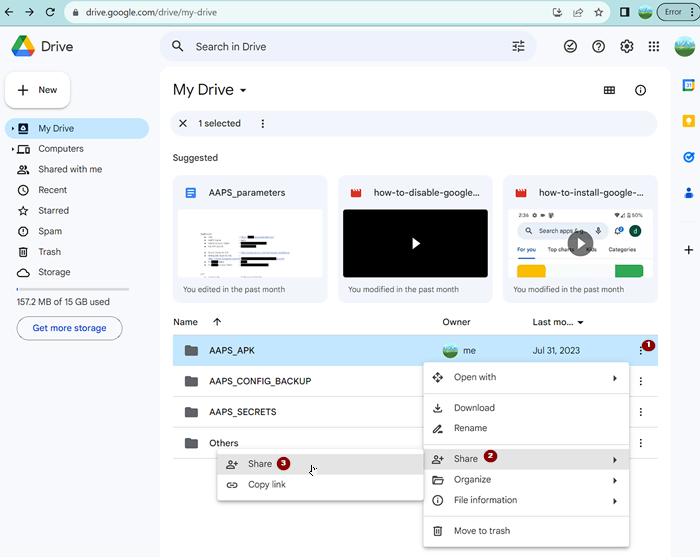 drive.google.com/drive/my-drive
Error
Drive
Search in Drive
New
My Drive
Computers
Shared with me
Recent
Starred
Spam
Trash
Storage
157.2 MB of 15 GB used
Get more storage
My Drive
1 selected
Suggested
AAPS_parameters
You edited in the past month
how-to-disable-google...
You modified in the past month
how-to-install-google-...
2:36
50%
Search apps & g...
d
For you
Top charts
Kids
Categories
You modified in the past month
Name
Owner
Last mo...
AAPS_APK
me
Jul 31, 2023
1
AAPS_CONFIG_BACKUP
AAPS_SECRETS
Others
Open with
Download
Rename
Share
2
Organize
File information
Move to trash
Share
3
Copy link